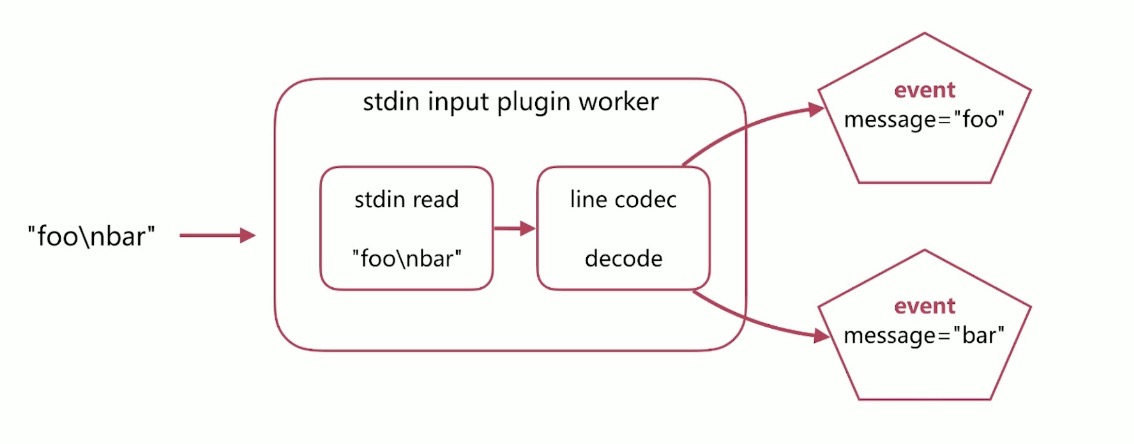 stdin input plugin worker
"foo\nbar"
stdin read
"foo\nbar"
line codec
decode
event
message="foo"
event
message="bar"